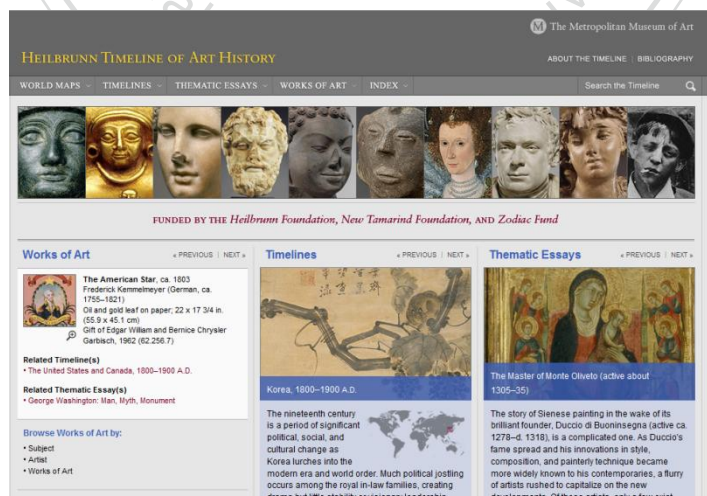 M The Metropolitan Museum of Art
HEILBRUNN TIMELINE OF ART HISTORY
ABOUT THE TIMELINE | BIBLIOGRAPHY
WORLD MAPS TIMELINES THEMATIC ESSAYS WORKS OF ART INDEX
Search the Timeline
FUNDED BY THE Heilbrunn Foundation, New Tamarind Foundation, AND Zodiac Fund
Works of Art
« PREVIOUS | NEXT »
The American Star, ca. 1803
Frederick Kemmelmeyer (German, ca.
1755–1821)
Oil and gold leaf on paper; 22 x 17 3/4 in.
(55.9 x 45.1 cm)
Gift of Edgar William and Bernice Chrysler
Garbisch, 1962 (62.256.7)
Related Timeline(s)
• The United States and Canada, 1800–1900 A.D.
Related Thematic Essay(s)
• George Washington: Man, Myth, Monument
Browse Works of Art by:
• Subject
• Artist
• Works of Art
Timelines
« PREVIOUS | NEXT »
Korea, 1800–1900 A.D.
The nineteenth century
is a period of significant
political, social, and
cultural change as
Korea lurches into the
modern era and world order. Much political jostling
occurs among the royal in-law families, creating
Thematic Essays
« PREVIOUS | NEXT »
The Master of Monte Oliveto (active about
1305–35)
The story of Sienese painting in the wake of its
brilliant founder, Duccio di Buoninsegna (active ca.
1278–d. 1318), is a complicated one. As Duccio's
fame spread and his innovations in style,
composition, and painterly technique became
more widely known to his contemporaries, a flurry
of artists rushed to capitalize on the new